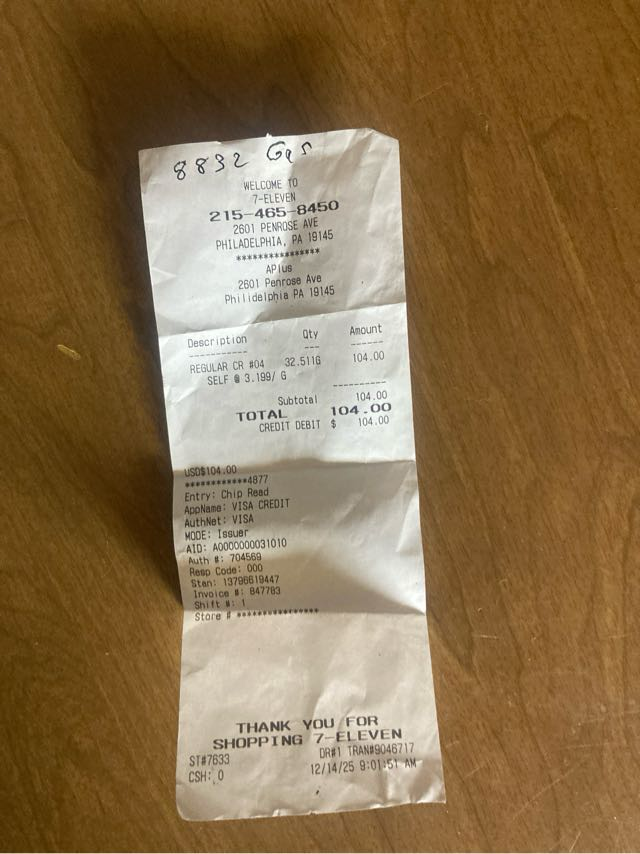 8832 Gas
WELCOME TO
7-ELEVEN
215-465-8450
2601 PENROSE AVE
PHILADELPHIA, PA 19145
****************
APlus
2601 Penrose Ave
Philidelphia PA 19145
Description Qty Amount
----------- --- ------
REGULAR CR #04 32.511G 104.00
SELF @ 3.199/ G
----------
Subtotal 104.00
TOTAL 104.00
CREDIT DEBIT $ 104.00
USD$104.00
************4877
Entry: Chip Read
AppName: VISA CREDIT
AuthNet: VISA
MODE: Issuer
AID: A0000000031010
Auth #: 704569
Resp Code: 000
Stan: 13796619447
Invoice #: 847783
Shift #: 1
Store # ****************
THANK YOU FOR
SHOPPING 7-ELEVEN
ST#7633 DR#1 TRAN#9046717
CSH: 0 12/14/25 9:01:51 AM